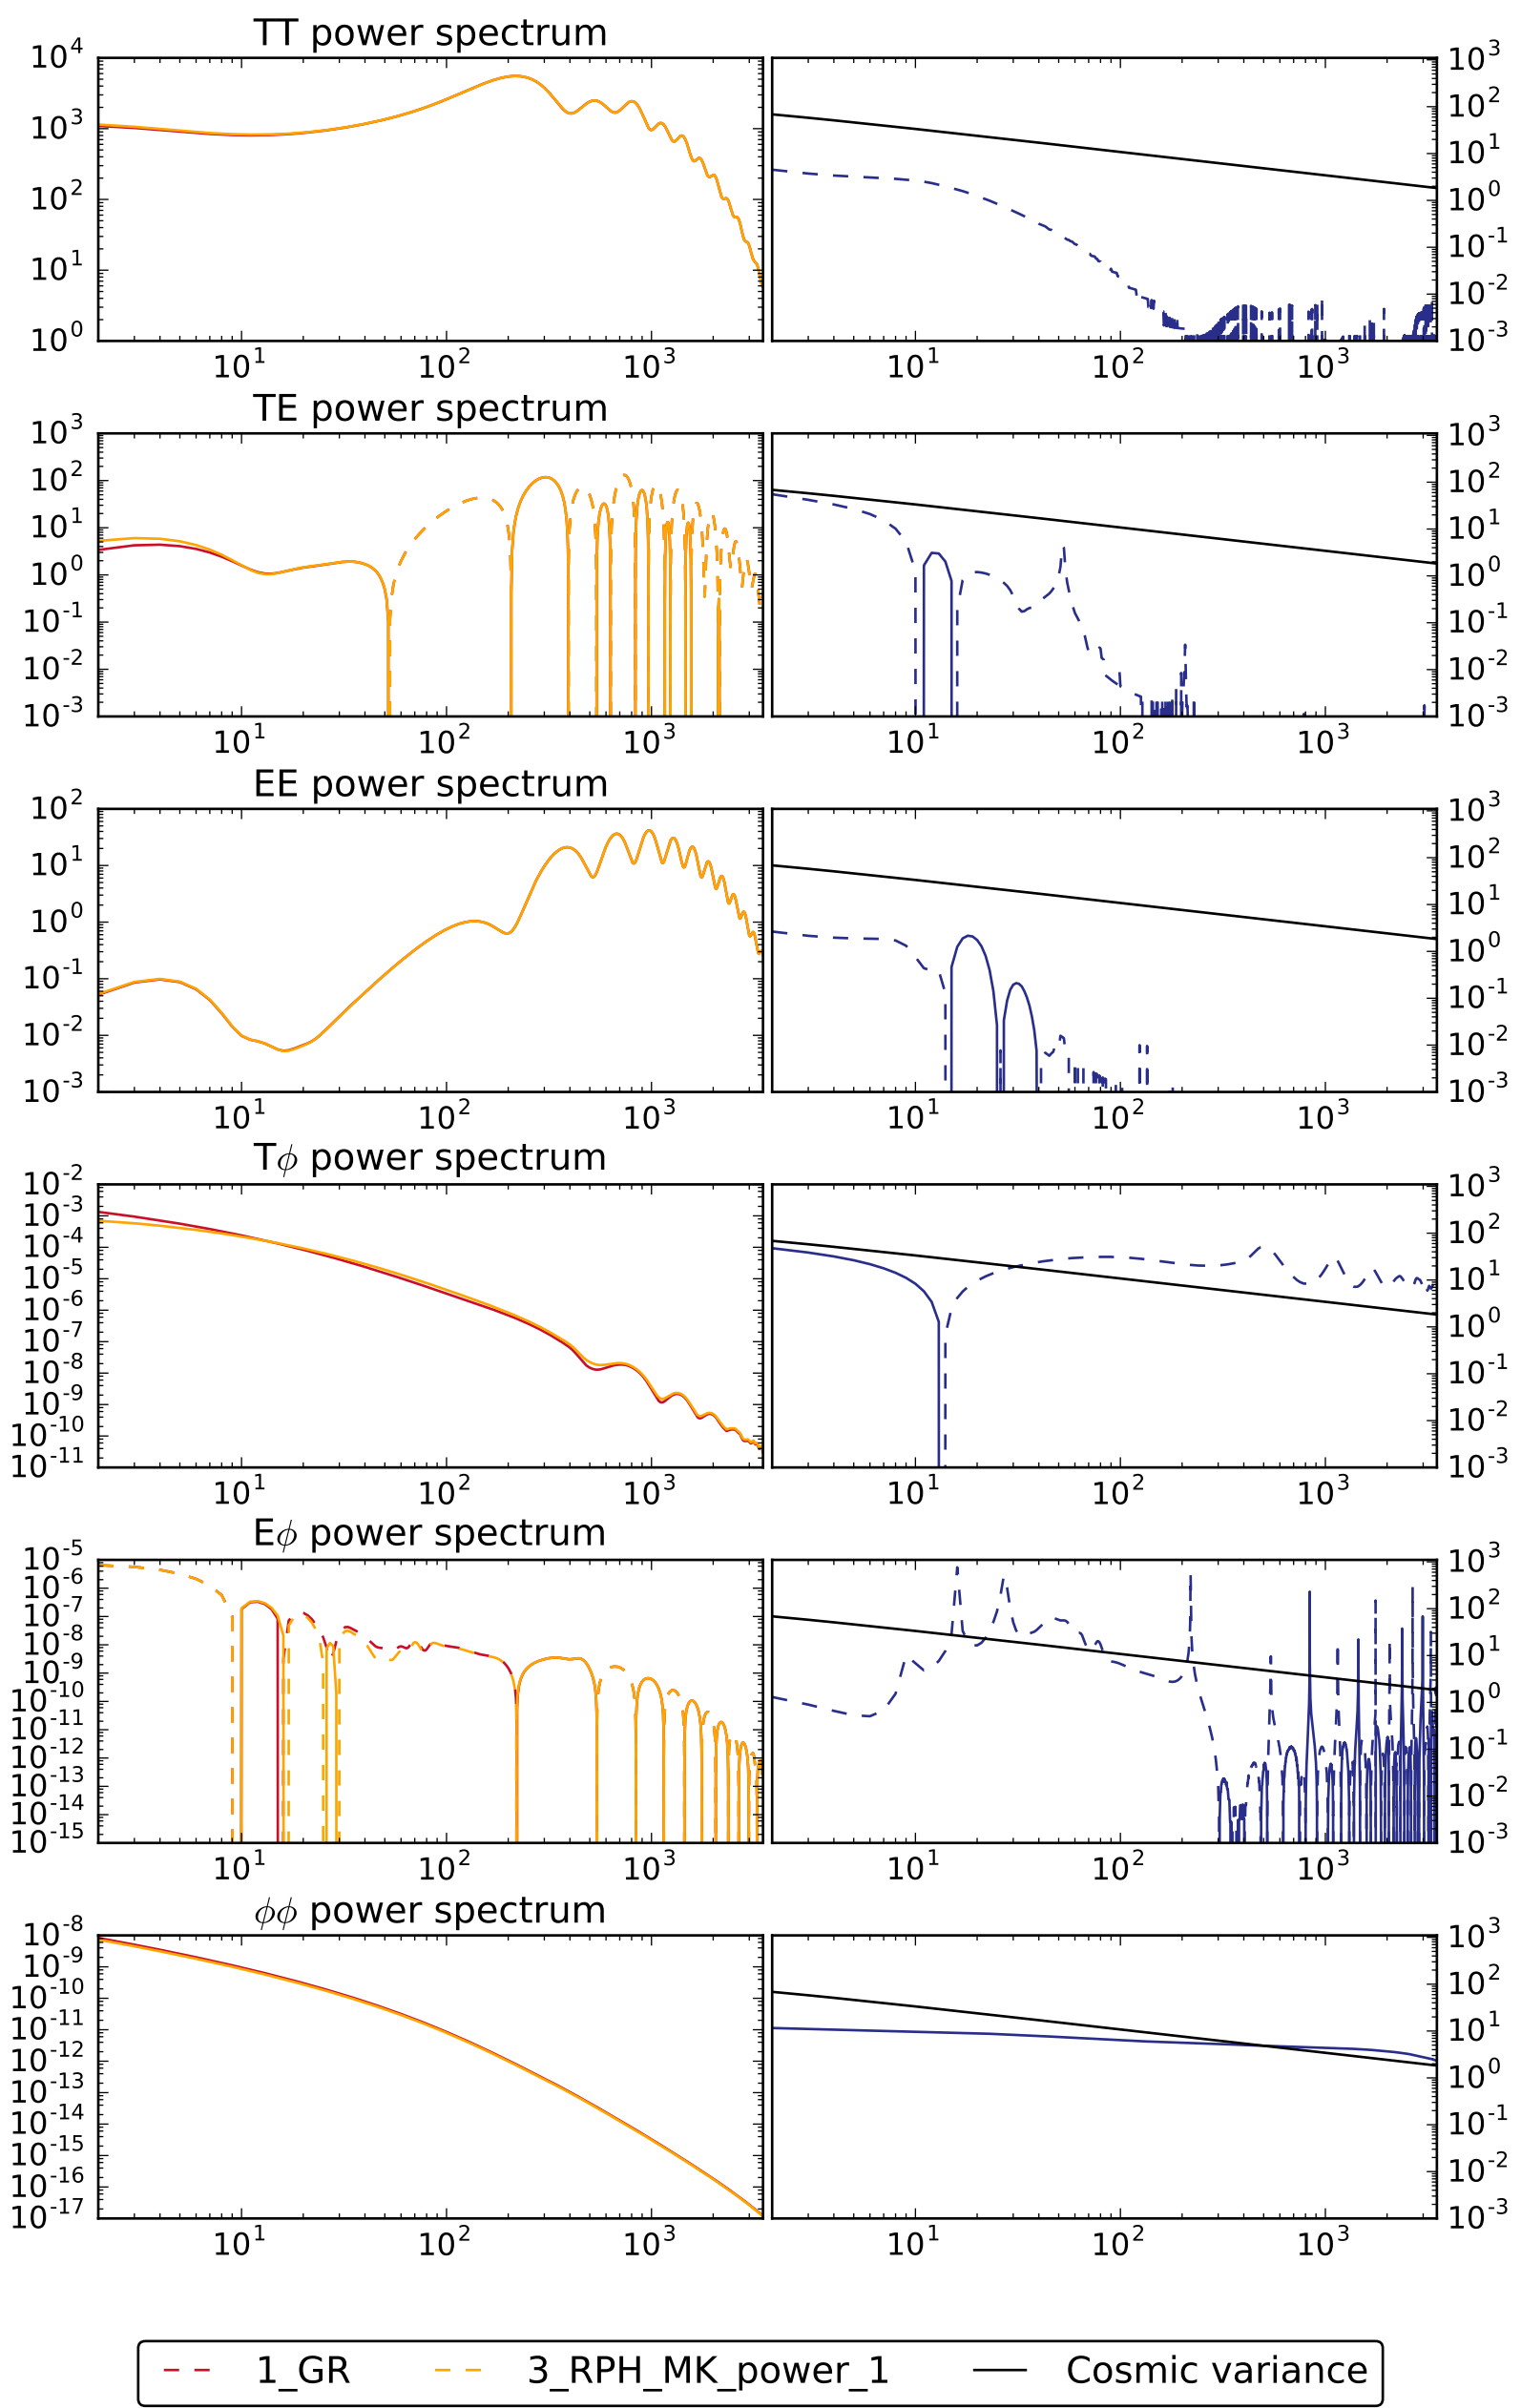 TT power spectrum
10^4 10^3 10^2 10^1 10^0
10^3 10^2 10^1 10^0 10^-1 10^-2 10^-3
10^1 10^2 10^3 10^1 10^2 10^3
TE power spectrum
10^3 10^2 10^1 10^0 10^-1 10^-2 10^-3
10^3 10^2 10^1 10^0 10^-1 10^-2 10^-3
10^1 10^2 10^3 10^1 10^2 10^3
EE power spectrum
10^2 10^1 10^0 10^-1 10^-2 10^-3
10^3 10^2 10^1 10^0 10^-1 10^-2 10^-3
10^1 10^2 10^3 10^1 10^2 10^3
Tϕ power spectrum
10^-2 10^-3 10^-4 10^-5 10^-6 10^-7 10^-8 10^-9 10^-10 10^-11
10^3 10^2 10^1 10^0 10^-1 10^-2 10^-3
10^1 10^2 10^3 10^1 10^2 10^3
Eϕ power spectrum
10^-5 10^-6 10^-7 10^-8 10^-9 10^-10 10^-11 10^-12 10^-13 10^-14 10^-15
10^3 10^2 10^1 10^0 10^-1 10^-2 10^-3
10^1 10^2 10^3 10^1 10^2 10^3
ϕϕ power spectrum
10^-8 10^-9 10^-10 10^-11 10^-12 10^-13 10^-14 10^-15 10^-16 10^-17
10^3 10^2 10^1 10^0 10^-1 10^-2 10^-3
10^1 10^2 10^3 10^1 10^2 10^3
1_GR 3_RPH_MK_power_1 Cosmic variance